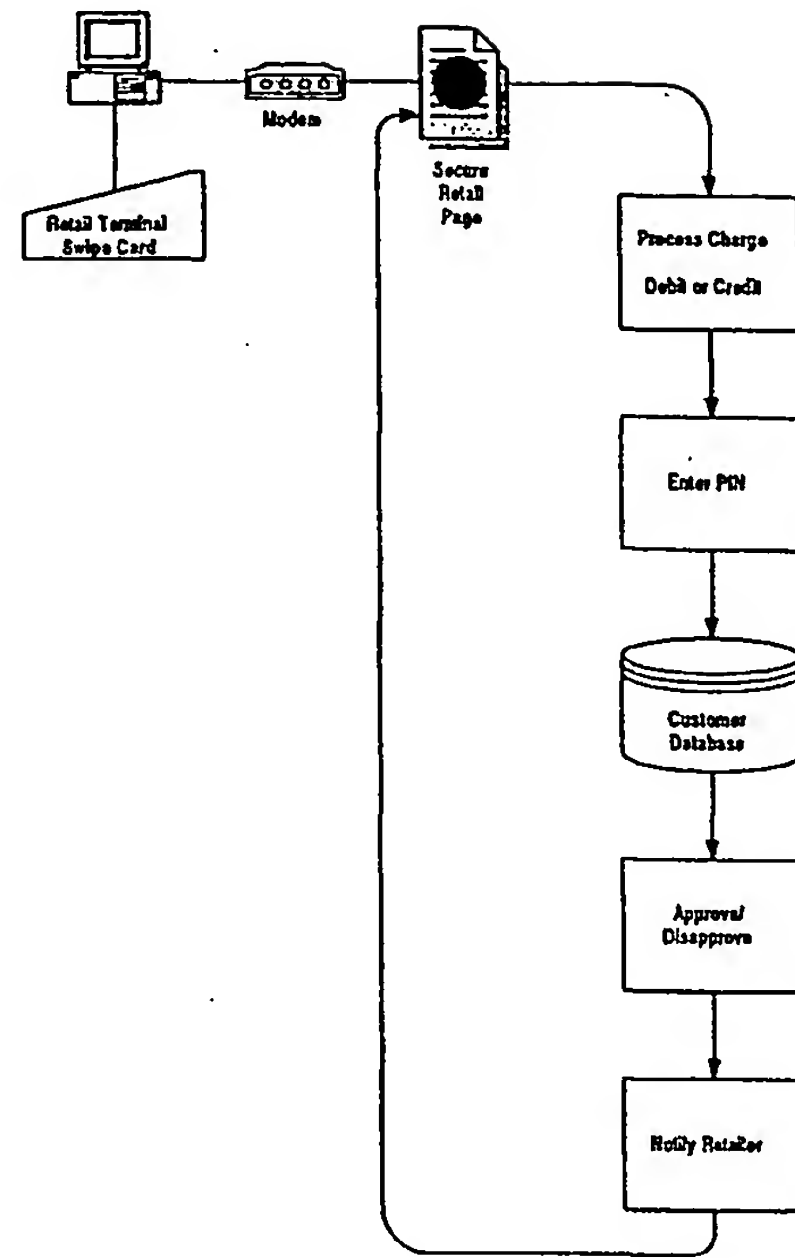 Modem
Secure
Retail
Page
Retail Terminal
Swipe Card
Process Charge
Debit or Credit
Enter PIN
Customer
Database
Approve/
Disapprove
Notify Retailer